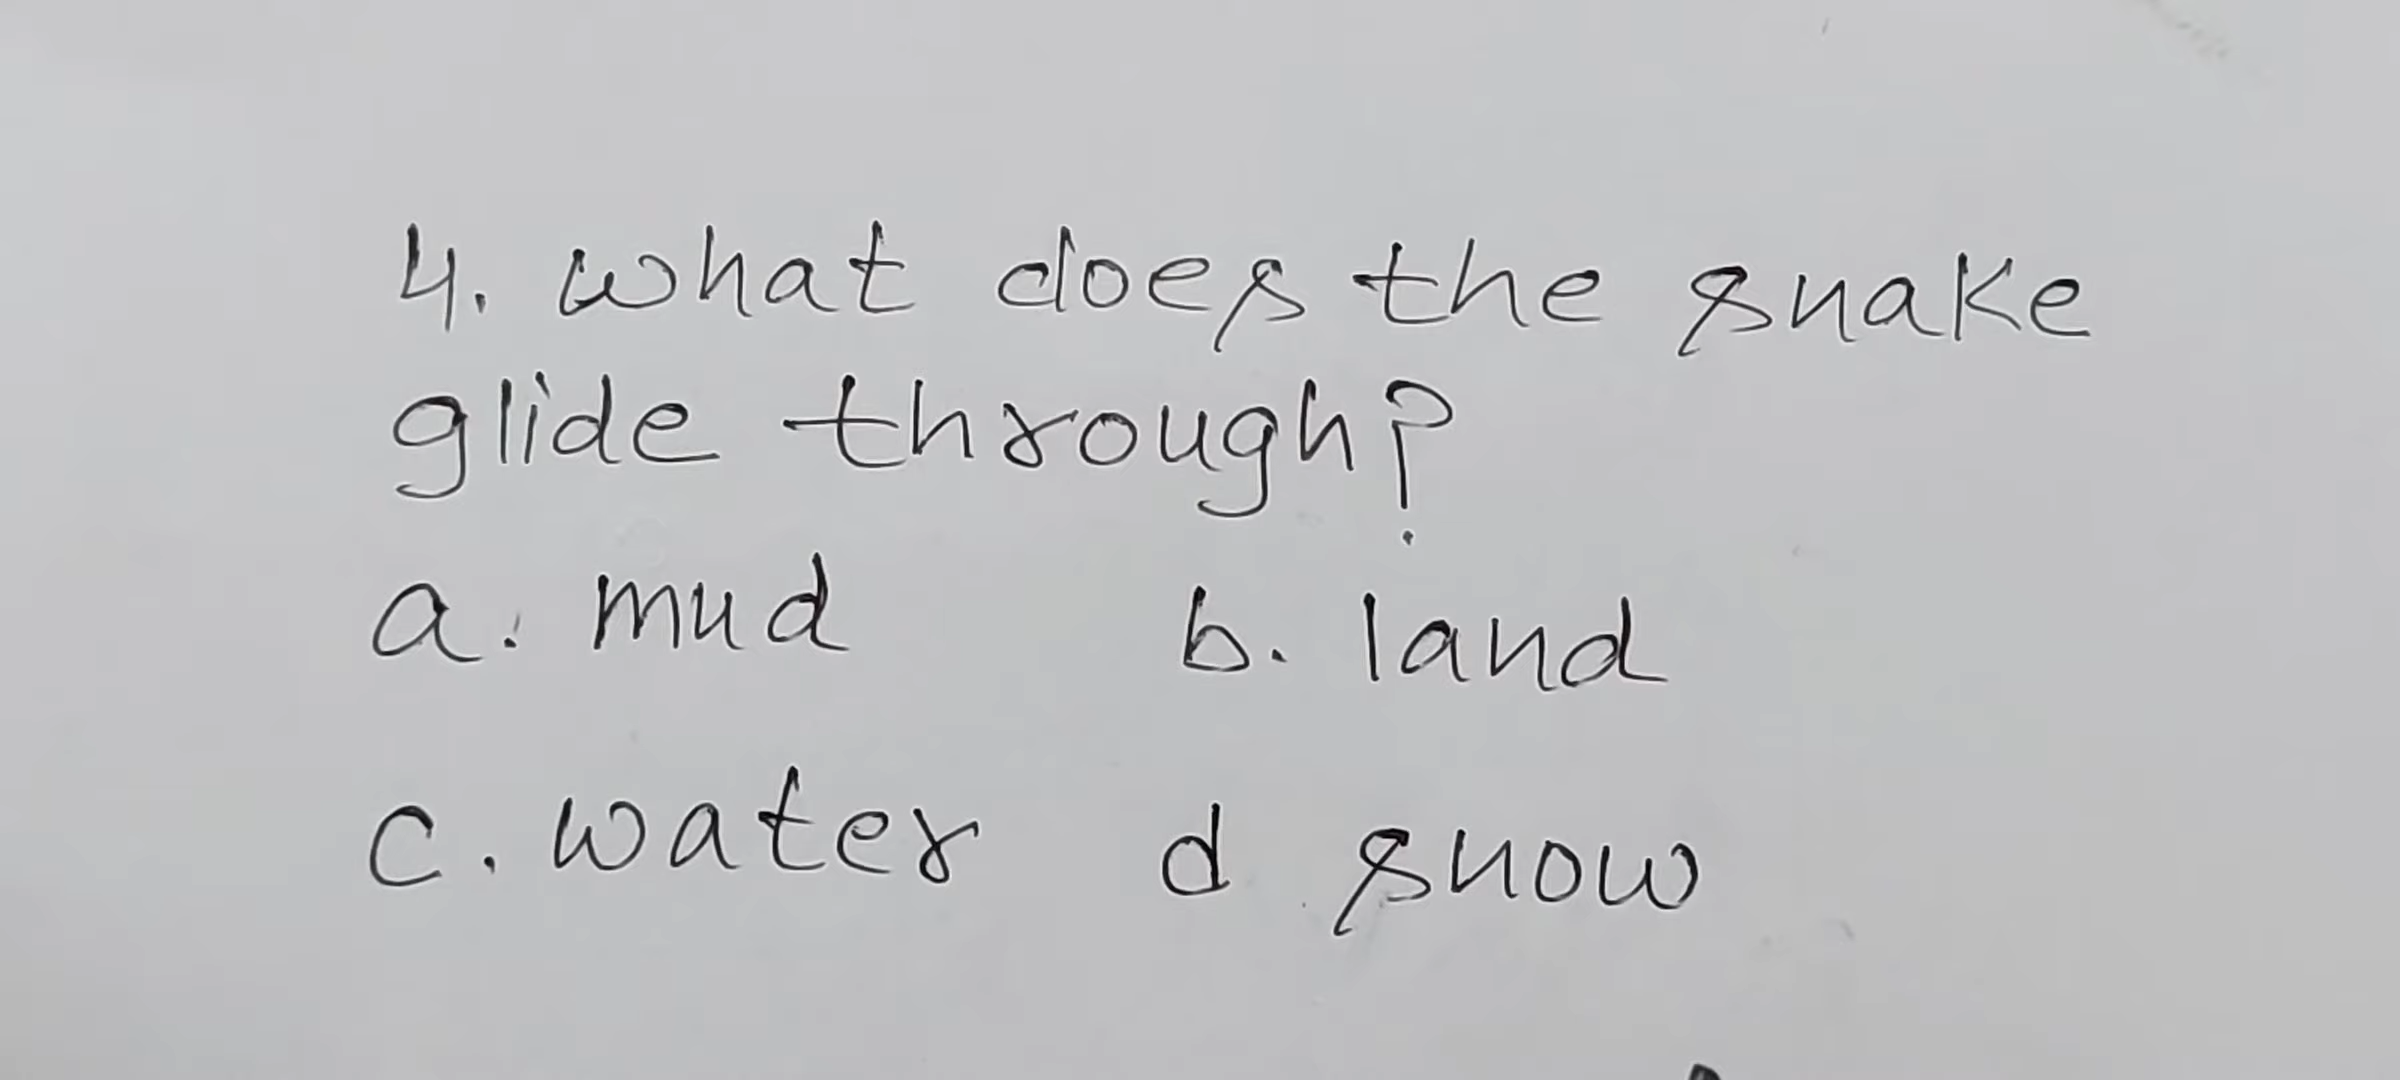 4. what does the snake
glide through?
a. mud b. land
c. water d snow